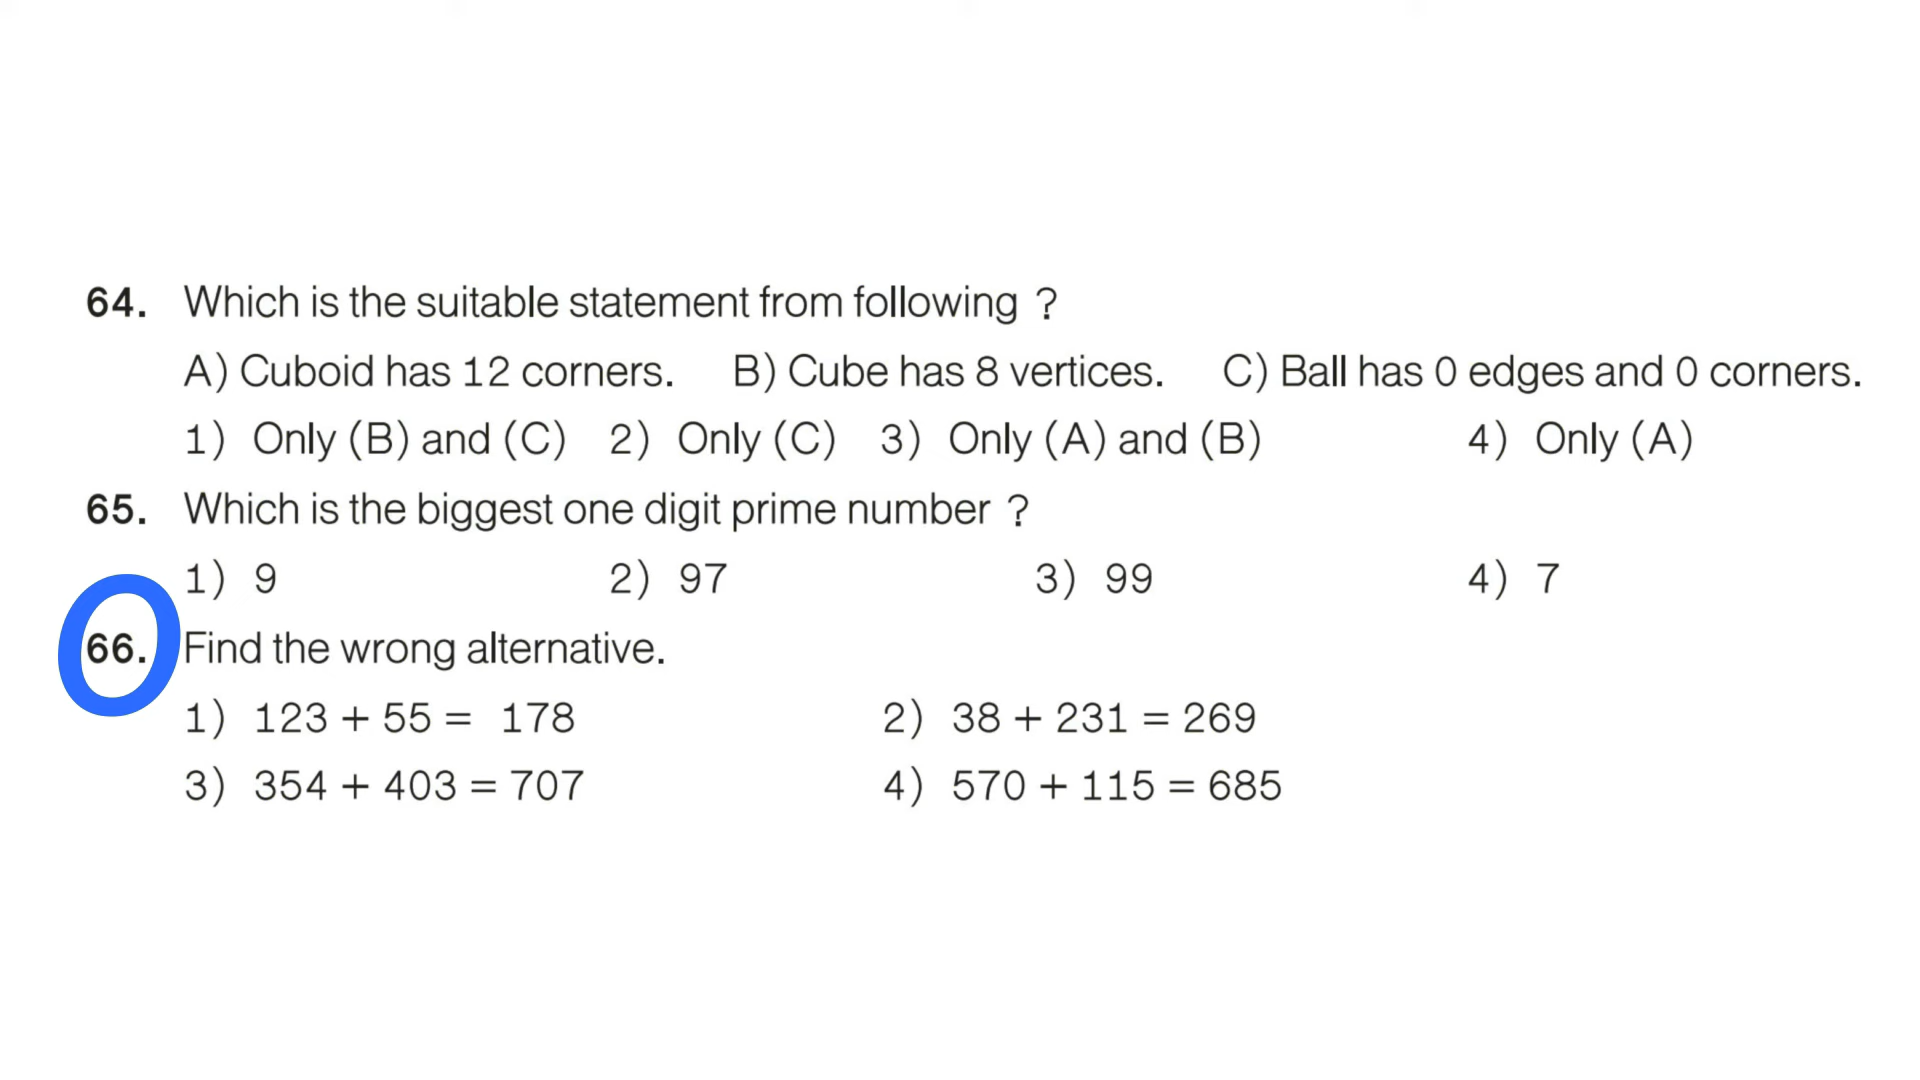 64. Which is the suitable statement from following ?
A) Cuboid has 12 corners. B) Cube has 8 vertices. C) Ball has 0 edges and 0 corners.
1) Only (B) and (C) 2) Only (C) 3) Only (A) and (B) 4) Only (A)
65. Which is the biggest one digit prime number ?
1) 9 2) 97 3) 99 4) 7
66. Find the wrong alternative.
1) 123 + 55 = 178 2) 38 + 231 = 269
3) 354 + 403 = 707 4) 570 + 115 = 685